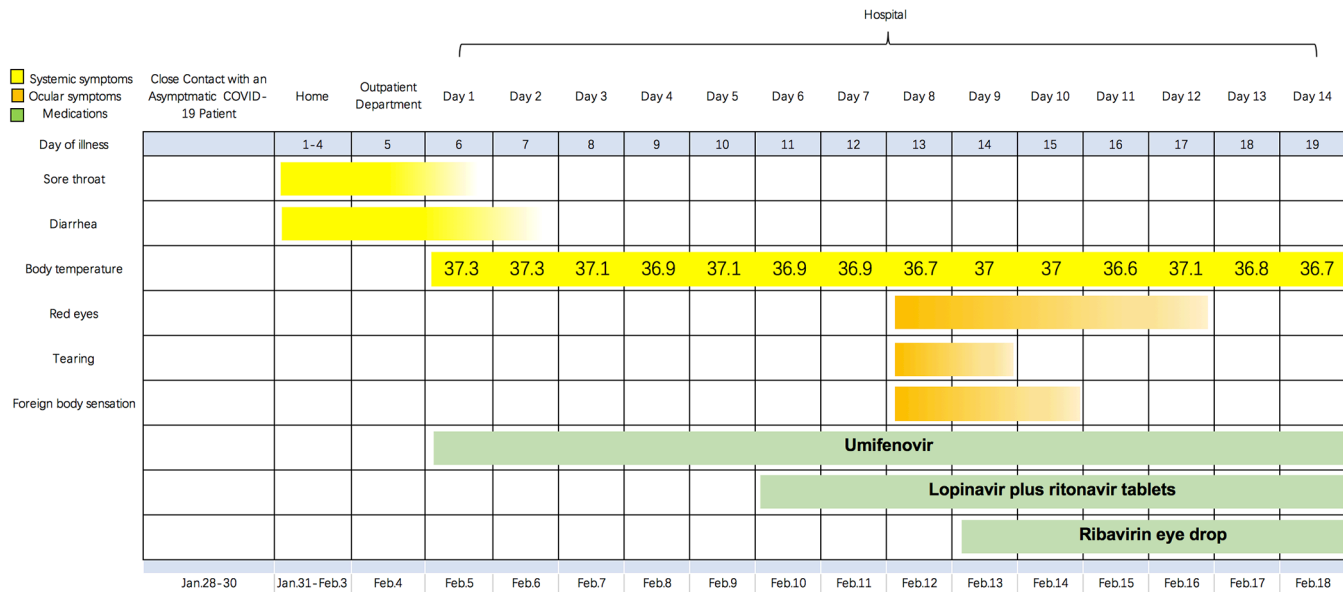 Hospital
Systemic symptoms
Ocular symptoms
Medications
Close Contact with an
Asymptmatic COVID-
19 Patient
Home
Outpatient
Department
Day 1 Day 2 Day 3 Day 4 Day 5 Day 6 Day 7 Day 8 Day 9 Day 10 Day 11 Day 12 Day 13 Day 14
Day of illness 1-4 5 6 7 8 9 10 11 12 13 14 15 16 17 18 19
Sore throat
Diarrhea
Body temperature 37.3 37.3 37.1 36.9 37.1 36.9 36.9 36.7 37 37 36.6 37.1 36.8 36.7
Red eyes
Tearing
Foreign body sensation
Umifenovir
Lopinavir plus ritonavir tablets
Ribavirin eye drop
Jan.28-30 Jan.31-Feb.3 Feb.4 Feb.5 Feb.6 Feb.7 Feb.8 Feb.9 Feb.10 Feb.11 Feb.12 Feb.13 Feb.14 Feb.15 Feb.16 Feb.17 Feb.18